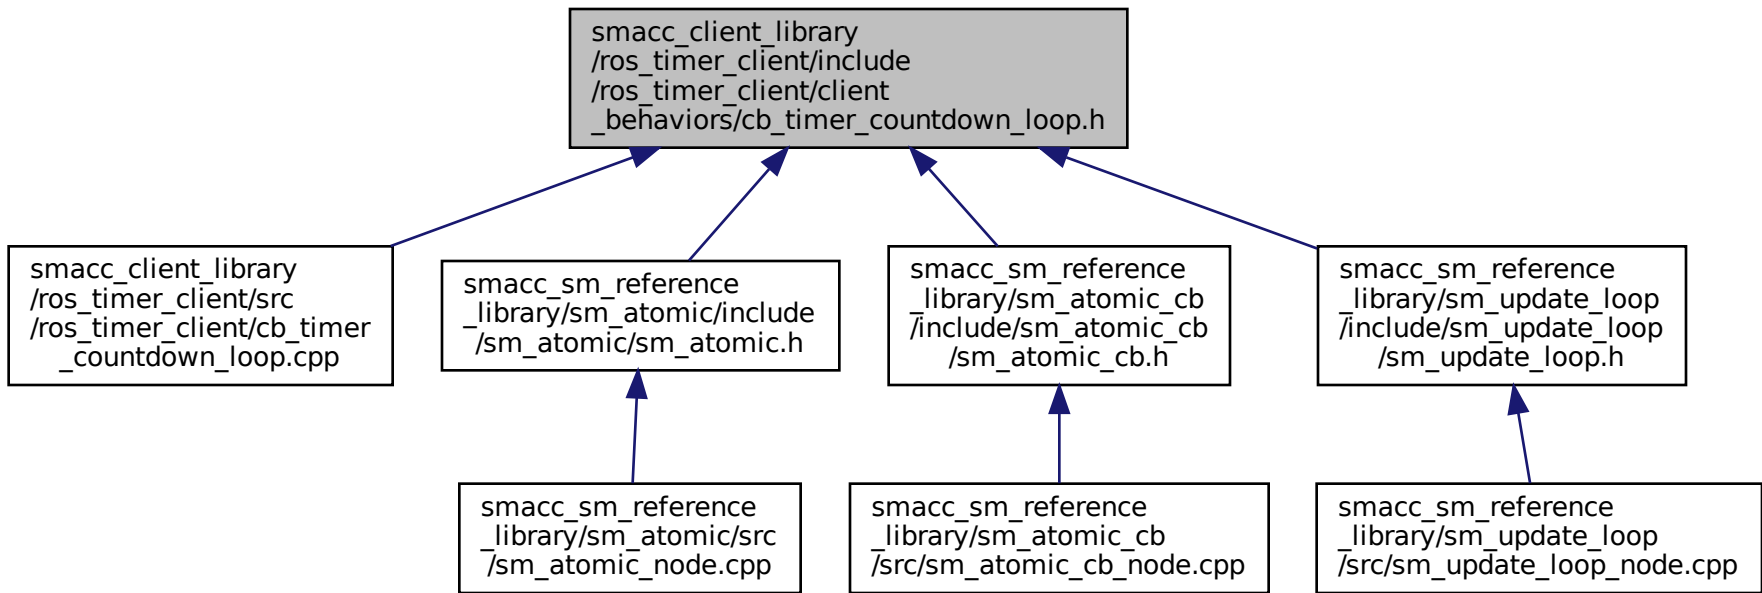 smacc_client_library
/ros_timer_client/include
/ros_timer_client/client
_behaviors/cb_timer_countdown_loop.h
smacc_client_library
/ros_timer_client/src
/ros_timer_client/cb_timer
_countdown_loop.cpp
smacc_sm_reference
_library/sm_atomic/include
/sm_atomic/sm_atomic.h
smacc_sm_reference
_library/sm_atomic_cb
/include/sm_atomic_cb
/sm_atomic_cb.h
smacc_sm_reference
_library/sm_update_loop
/include/sm_update_loop
/sm_update_loop.h
smacc_sm_reference
_library/sm_atomic/src
/sm_atomic_node.cpp
smacc_sm_reference
_library/sm_atomic_cb
/src/sm_atomic_cb_node.cpp
smacc_sm_reference
_library/sm_update_loop
/src/sm_update_loop_node.cpp